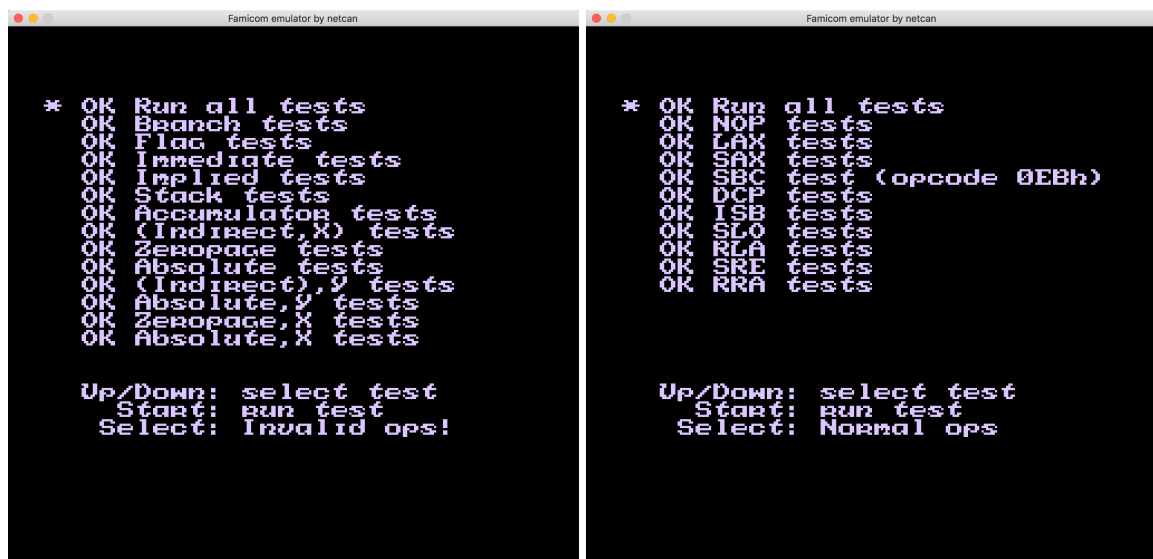 Famicom emulator by netcan
* OK Run all tests
OK Branch tests
OK Flag tests
OK Immediate tests
OK Implied tests
OK Stack tests
OK Accumulator tests
OK (Indirect,X) tests
OK Zeropage tests
OK Absolute tests
OK (Indirect),Y tests
OK Absolute,Y tests
OK Zeropage,X tests
OK Absolute,X tests
Up/Down: select test
Start: run test
Select: Invalid ops!
Famicom emulator by netcan
* OK Run all tests
OK NOP tests
OK LAX tests
OK SAX tests
OK SBC test (opcode 0EBh)
OK DCP tests
OK ISB tests
OK SLO tests
OK RLA tests
OK SRE tests
OK RRA tests
Up/Down: select test
Start: run test
Select: Normal ops